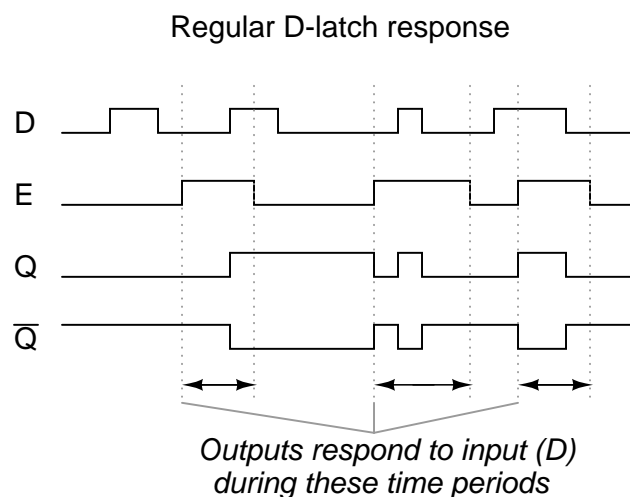 Regular D-latch response
D
E
Q
Q̅
Outputs respond to input (D)
during these time periods